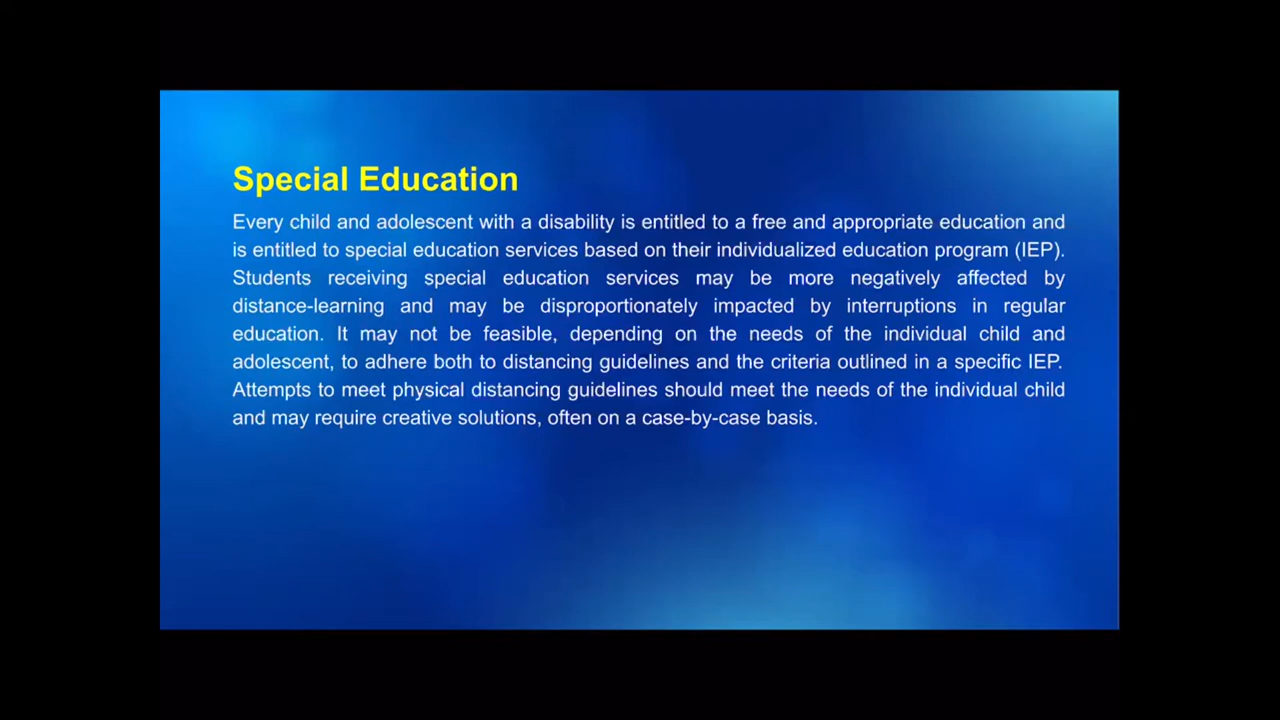 Special Education
Every child and adolescent with a disability is entitled to a free and appropriate education and
is entitled to special education services based on their individualized education program (IEP).
Students receiving special education services may be more negatively affected by
distance-learning and may be disproportionately impacted by interruptions in regular
education. It may not be feasible, depending on the needs of the individual child and
adolescent, to adhere both to distancing guidelines and the criteria outlined in a specific IEP.
Attempts to meet physical distancing guidelines should meet the needs of the individual child
and may require creative solutions, often on a case-by-case basis.